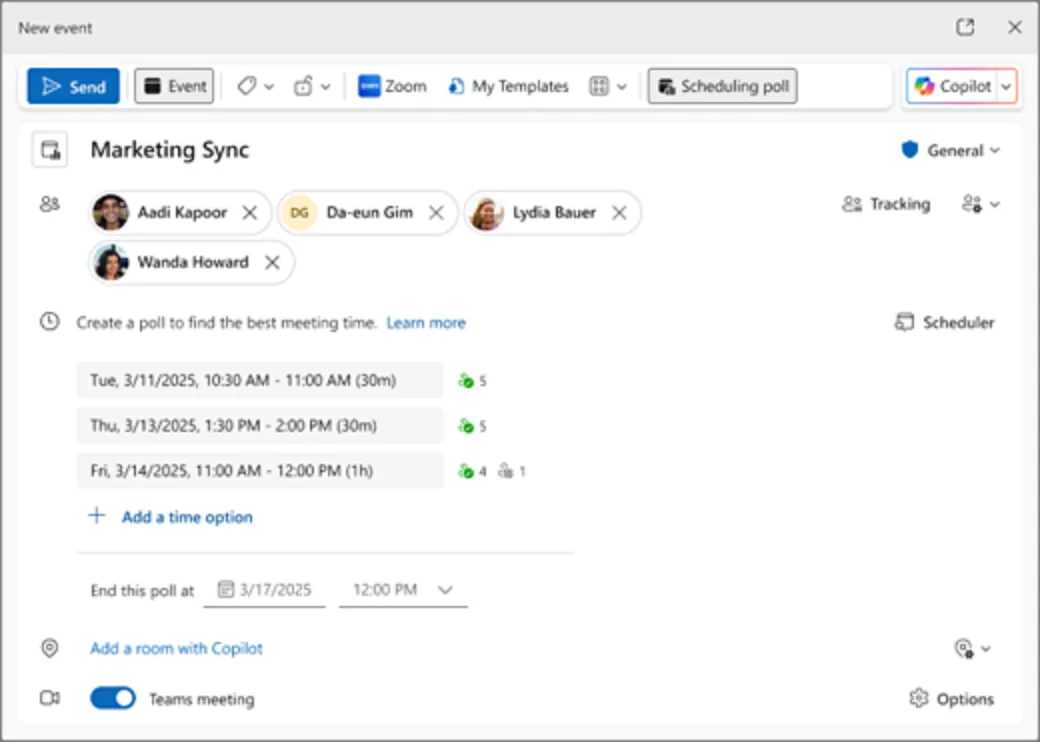 New event
Send Event Zoom My Templates Scheduling poll Copilot
Marketing Sync General
Aadi Kapoor DG Da-eun Gim Lydia Bauer Tracking
Wanda Howard
Create a poll to find the best meeting time. Learn more Scheduler
Tue, 3/11/2025, 10:30 AM - 11:00 AM (30m) 5
Thu, 3/13/2025, 1:30 PM - 2:00 PM (30m) 5
Fri, 3/14/2025, 11:00 AM - 12:00 PM (1h) 4 1
Add a time option
End this poll at 3/17/2025 12:00 PM
Add a room with Copilot
Teams meeting Options